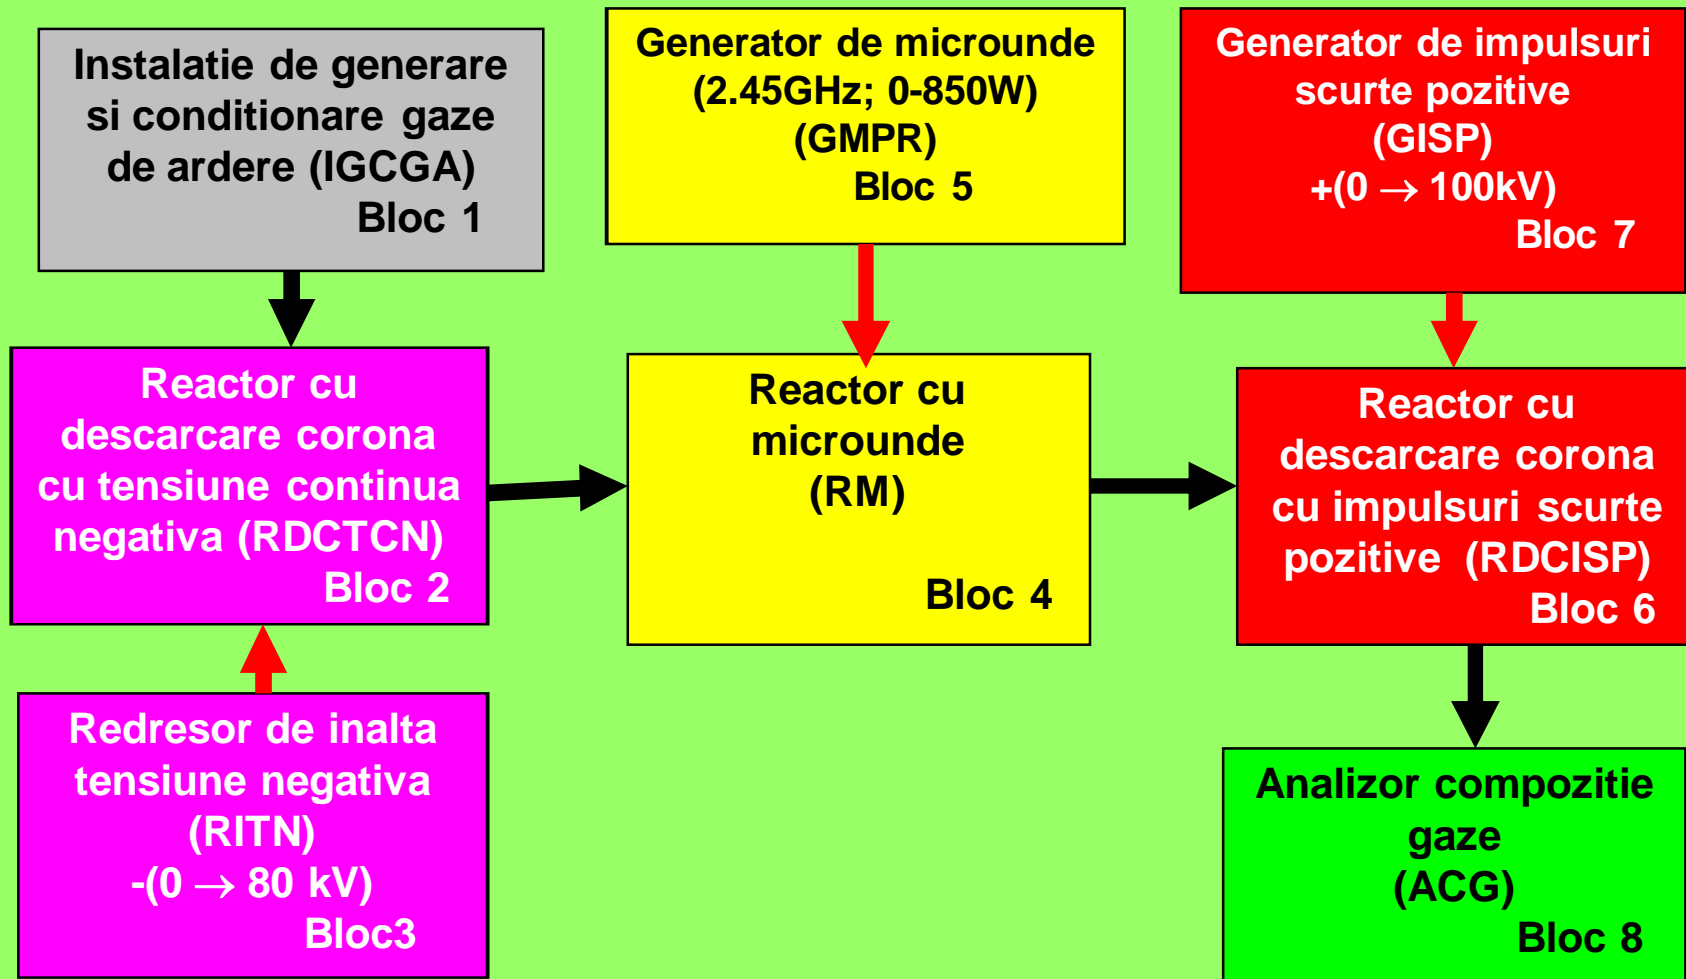 Instalatie de generare
si conditionare gaze
de ardere (IGCGA)
Bloc 1
Generator de microunde
(2.45GHz; 0-850W)
(GMPR)
Bloc 5
Generator de impulsuri
scurte pozitive
(GISP)
+(0 → 100kV)
Bloc 7
Reactor cu
descarcare corona
cu tensiune continua
negativa (RDCTCN)
Bloc 2
Reactor cu
microunde
(RM)
Bloc 4
Reactor cu
descarcare corona
cu impulsuri scurte
pozitive (RDCISP)
Bloc 6
Redresor de inalta
tensiune negativa
(RITN)
-(0 → 80 kV)
Bloc3
Analizor compozitie
gaze
(ACG)
Bloc 8